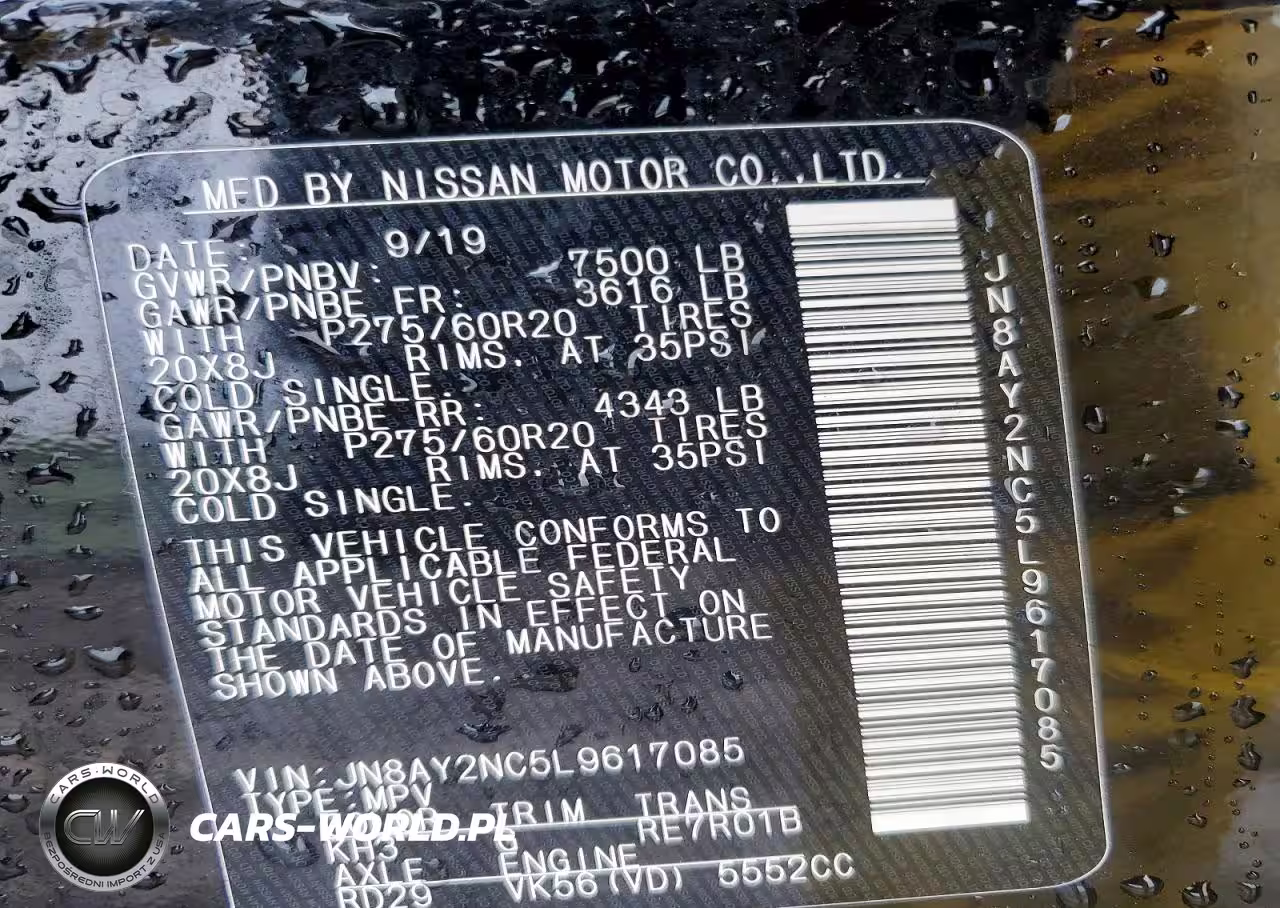 MFD BY NISSAN MOTOR CO.,LTD.
DATE: 9/19
GVWR/PNBV: 7500 LB
GAWR/PNBE FR: 3616 LB
WITH P275/60R20 TIRES
20X8J RIMS. AT 35PSI
COLD SINGLE.
GAWR/PNBE RR: 4343 LB
WITH P275/60R20 TIRES
20X8J RIMS. AT 35PSI
COLD SINGLE.
THIS VEHICLE CONFORMS TO
ALL APPLICABLE FEDERAL
MOTOR VEHICLE SAFETY
STANDARDS IN EFFECT ON
THE DATE OF MANUFACTURE
SHOWN ABOVE.
VIN:JN8AY2NC5L9617085
TYPE:MPV
TRIM TRANS
KH3 G RE7R01B
AXLE ENGINE
RD29 VK56(VD) 5552CC
JN8AY2NC5L9617085
CARS-WORLD
CW
BEZPOŚREDNI IMPORT Z USA
CARS-WORLD.PL